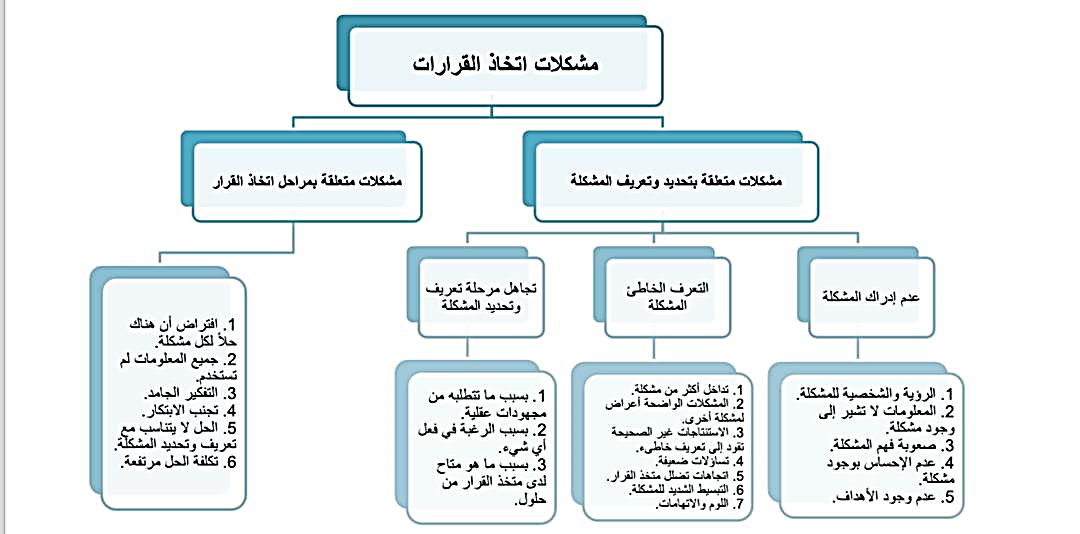 مشكلات اتخاذ القرارات
مشكلات متعلقة بتحديد وتعريف المشكلة
مشكلات متعلقة بمراحل اتخاذ القرار
عدم إدراك المشكلة
التعرف الخاطئ
المشكلة
تجاهل مرحلة تعريف
وتحديد المشكلة
1. الرؤية والشخصية للمشكلة.
2. المعلومات لا تشير إلى
وجود مشكلة.
3. صعوبة فهم المشكلة.
4. عدم الإحساس بوجود
مشكلة.
5. عدم وجود الأهداف.
1. تداخل أكثر من مشكلة.
2. المشكلات الواضحة أعراض
لمشكلة أخرى.
3. الاستنتاجات غير الصحيحة
تقود إلى تعريف خاطىء.
4. تساؤلات ضعيفة.
5. اتجاهات تضلل متخذ القرار.
6. التبسيط الشديد للمشكلة.
7. اللوم والاتهامات.
1. بسبب ما تتطلبه من
مجهودات عقلية.
2. بسبب الرغبة في فعل
أي شيء.
3. بسبب ما هو متاح
لدى متخذ القرار من
حلول.
1. افتراض أن هناك
حلاً لكل مشكلة.
2. جميع المعلومات لم
تستخدم.
3. التفكير الجامد.
4. تجنب الابتكار.
5. الحل لا يتناسب مع
تعريف وتحديد المشكلة.
6. تكلفة الحل مرتفعة.